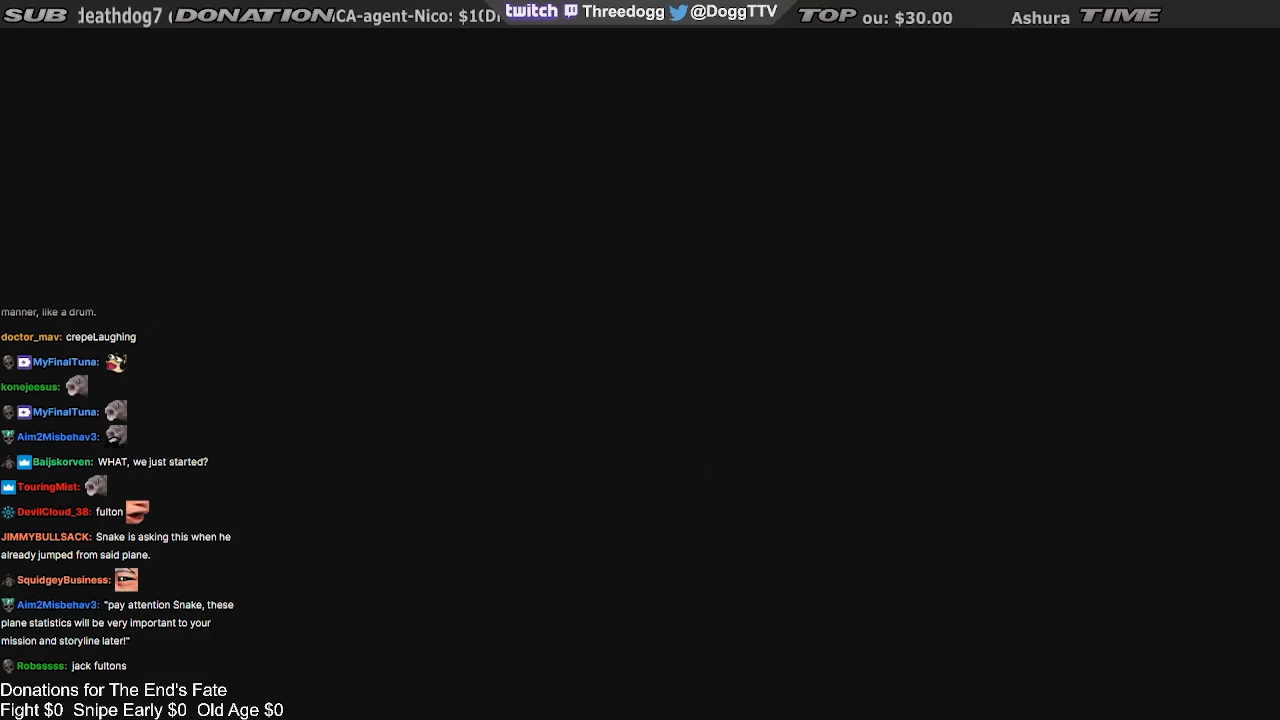 SUB deathdog7 DONATION CA-agent-Nico: $10 twitch Threedogg @DoggTTV TOP ou: $30.00 Ashura TIME
manner, like a drum.
doctor_mav: crepeLaughing
MyFinalTuna:
konejeesus:
MyFinalTuna:
Aim2Misbehav3:
Baijskorven: WHAT, we just started?
TouringMist:
DevilCloud_38: fulton
JIMMYBULLSACK: Snake is asking this when he
already jumped from said plane.
SquidgeyBusiness:
Aim2Misbehav3: "pay attention Snake, these
plane statistics will be very important to your
mission and storyline later!"
Robsssss: jack fultons
Donations for The End's Fate
Fight $0 Snipe Early $0 Old Age $0